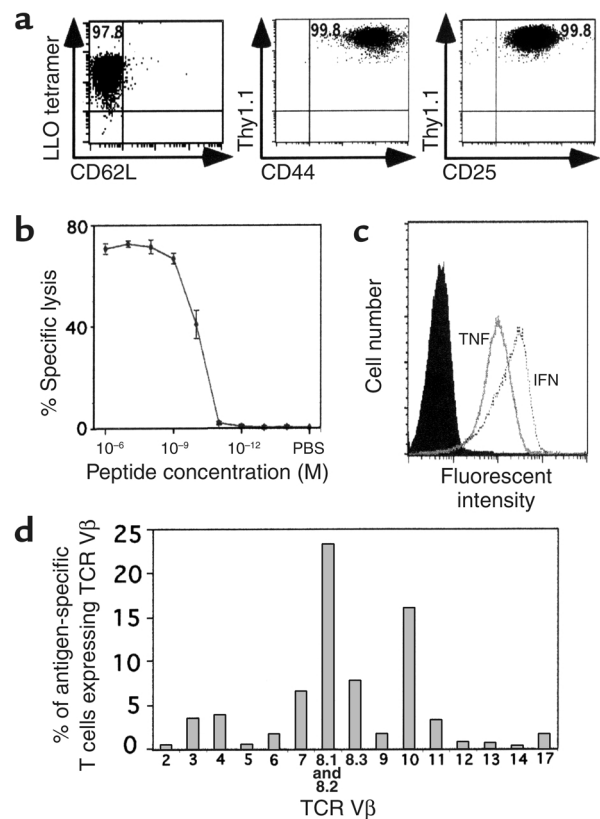 a
97.8
LLO tetramer
CD62L
99.8
Thy1.1
CD44
99.8
Thy1.1
CD25
b
80
40
0
% Specific lysis
10⁻⁶
10⁻⁹
10⁻¹²
PBS
Peptide concentration (M)
c
Cell number
TNF
IFN
Fluorescent
intensity
d
% of antigen-specific
T cells expressing TCR Vβ
25
20
15
10
5
0
2 3 4 5 6 7 8.1 8.3 9 10 11 12 13 14 17
and
8.2
TCR Vβ